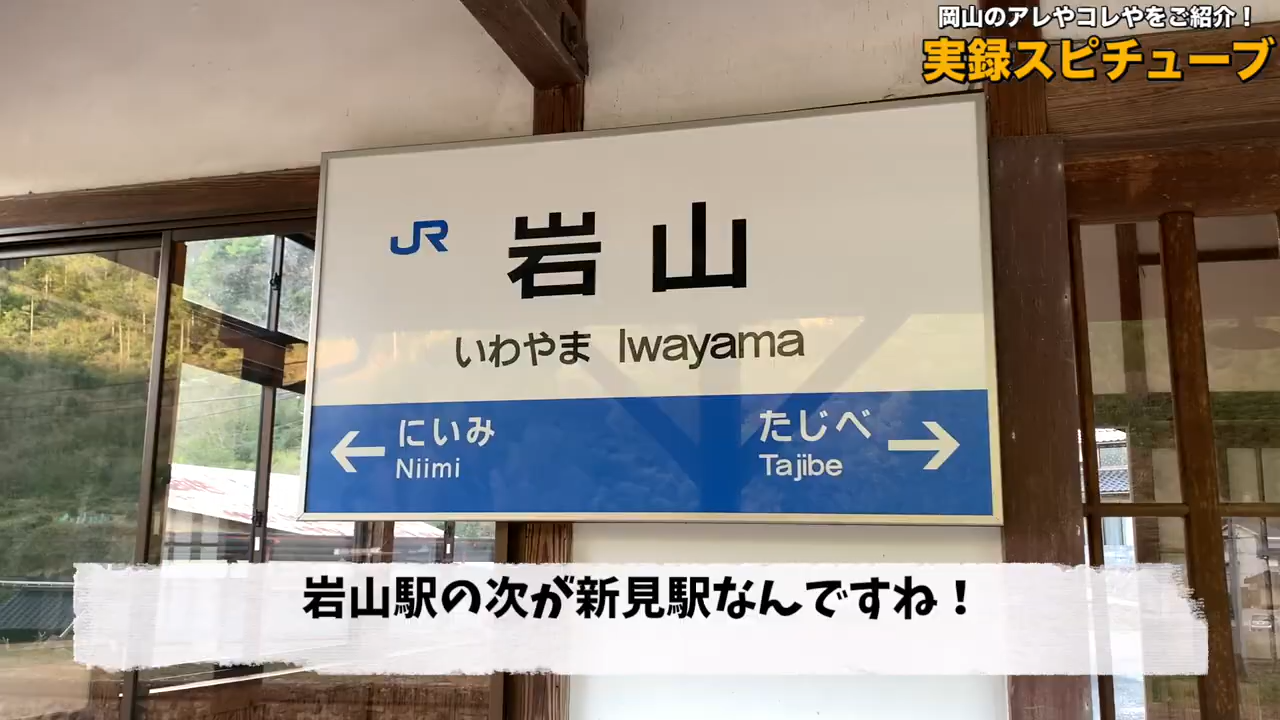 岡山のアレやコレやをご紹介！
実録スピチューブ
JR 岩山
いわやま Iwayama
にいみ たじべ
Niimi Tajibe
岩山駅の次が新見駅なんですね！